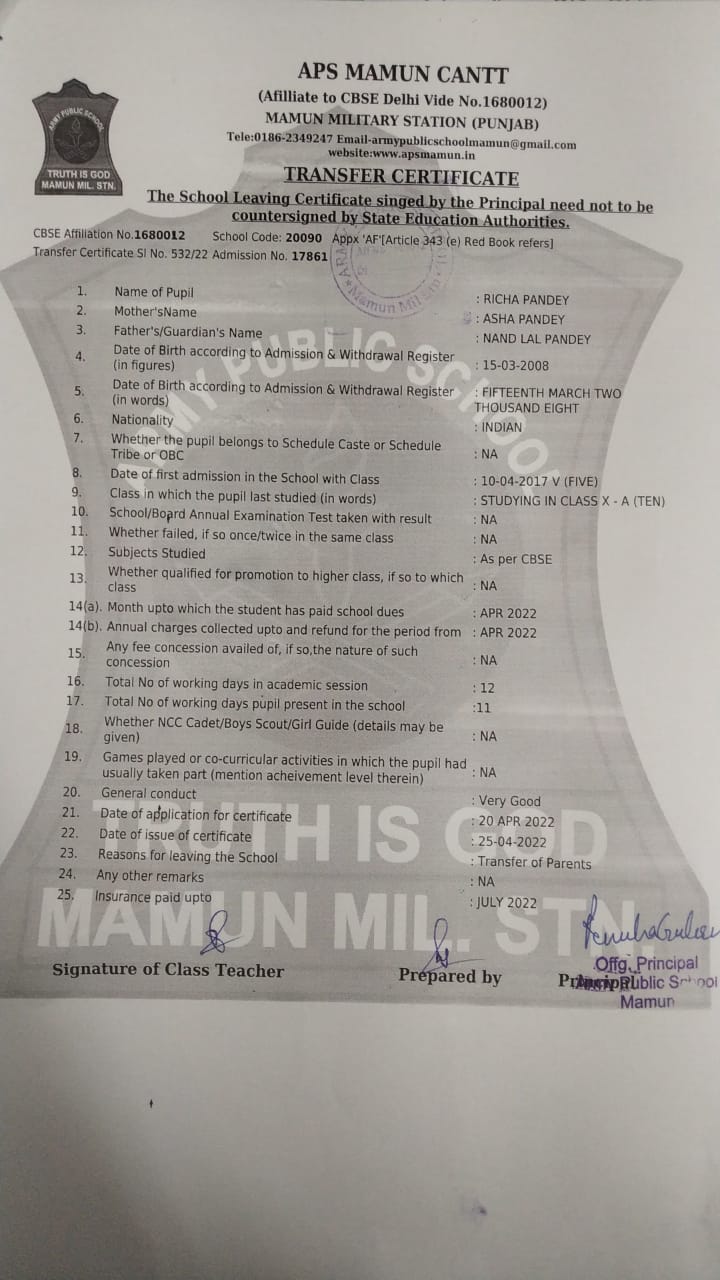 APS MAMUN CANTT
(Afilliate to CBSE Delhi Vide No.1680012)
MAMUN MILITARY STATION (PUNJAB)
Tele:0186-2349247 Email-armypublicschoolmamun@gmail.com
website:www.apsmamun.in
ARMY PUBLIC SCHOOL
TRUTH IS GOD
MAMUN MIL. STN.
TRANSFER CERTIFICATE
The School Leaving Certificate singed by the Principal need not to be
countersigned by State Education Authorities.
CBSE Affiliation No.1680012 School Code: 20090 Appx 'AF'[Article 343 (e) Red Book refers]
Transfer Certificate Sl No. 532/22 Admission No. 17861
Mamun Mil Stn
1. Name of Pupil : RICHA PANDEY
2. Mother'sName : ASHA PANDEY
3. Father's/Guardian's Name : NAND LAL PANDEY
4. Date of Birth according to Admission & Withdrawal Register
(in figures) : 15-03-2008
5. Date of Birth according to Admission & Withdrawal Register : FIFTEENTH MARCH TWO
(in words) THOUSAND EIGHT
6. Nationality : INDIAN
7. Whether the pupil belongs to Schedule Caste or Schedule
Tribe or OBC : NA
8. Date of first admission in the School with Class : 10-04-2017 V (FIVE)
9. Class in which the pupil last studied (in words) : STUDYING IN CLASS X - A (TEN)
10. School/Board Annual Examination Test taken with result : NA
11. Whether failed, if so once/twice in the same class : NA
12. Subjects Studied : As per CBSE
13. Whether qualified for promotion to higher class, if so to which
class : NA
14(a). Month upto which the student has paid school dues : APR 2022
14(b). Annual charges collected upto and refund for the period from : APR 2022
15. Any fee concession availed of, if so,the nature of such
concession : NA
16. Total No of working days in academic session : 12
17. Total No of working days pupil present in the school :11
18. Whether NCC Cadet/Boys Scout/Girl Guide (details may be
given) : NA
19. Games played or co-curricular activities in which the pupil had
usually taken part (mention acheivement level therein) : NA
20. General conduct : Very Good
21. Date of application for certificate : 20 APR 2022
22. Date of issue of certificate : 25-04-2022
23. Reasons for leaving the School : Transfer of Parents
24. Any other remarks : NA
25. Insurance paid upto : JULY 2022
ARMY PUBLIC SCHOOL
TRUTH IS GOD
MAMUN MIL. STN.
Signature of Class Teacher Prepared by Principal
Offg. Principal
Army Public School
Mamun